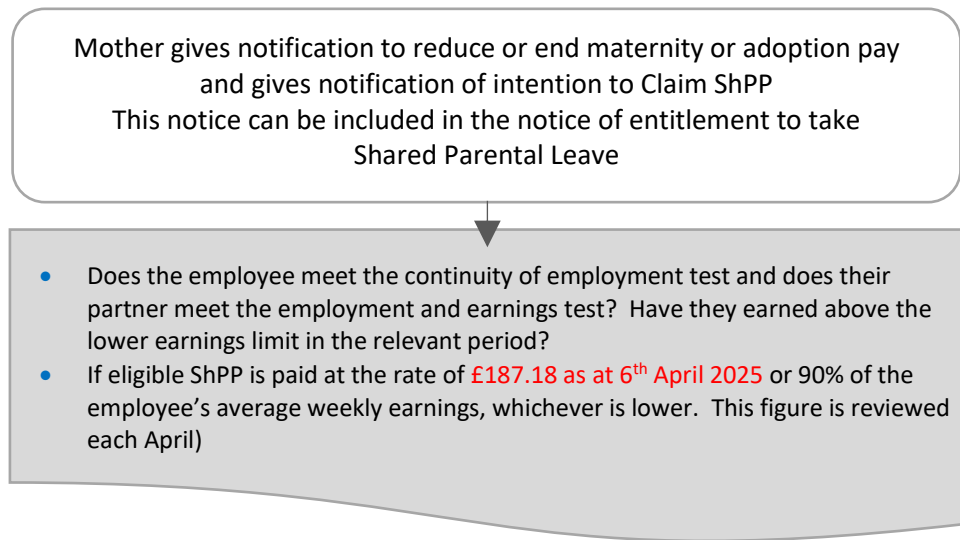 Mother gives notification to reduce or end maternity or adoption pay
and gives notification of intention to Claim ShPP
This notice can be included in the notice of entitlement to take
Shared Parental Leave
• Does the employee meet the continuity of employment test and does their
partner meet the employment and earnings test? Have they earned above the
lower earnings limit in the relevant period?
• If eligible ShPP is paid at the rate of £187.18 as at 6th April 2025 or 90% of the
employee’s average weekly earnings, whichever is lower. This figure is reviewed
each April)